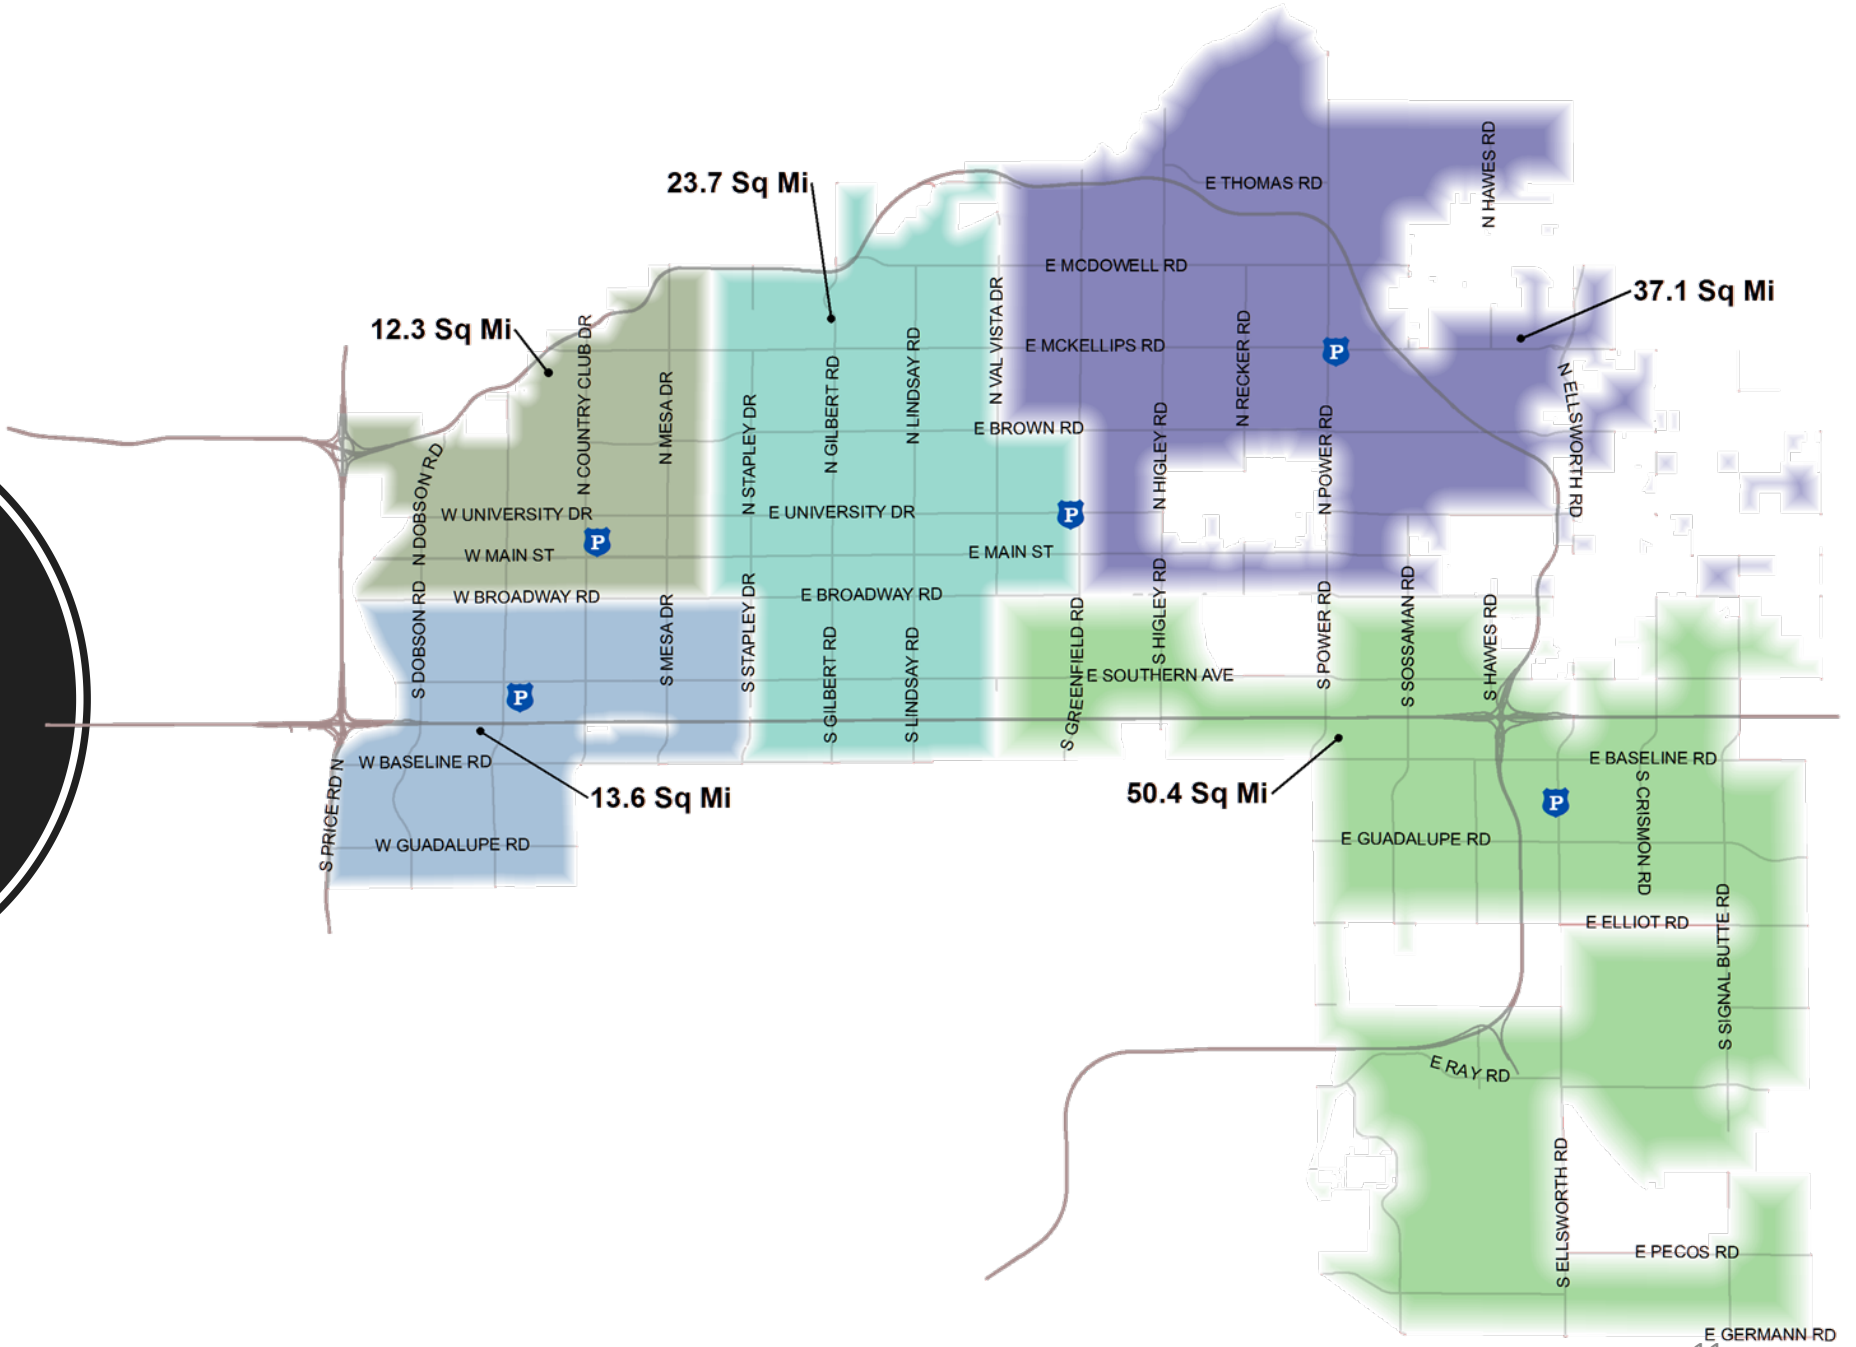 N HAWES RD
23.7 Sq Mi
E THOMAS RD
E MCDOWELL RD
37.1 Sq Mi
12.3 Sq Mi
N COUNTRY CLUB DR
N MESA DR
N STAPLEY DR
N GILBERT RD
N LINDSAY RD
N VAL VISTA DR
E MCKELLIPS RD
N RECKER RD
P
N ELLSWORTH RD
E BROWN RD
N HIGLEY RD
N POWER RD
N DOBSON RD
W UNIVERSITY DR
E UNIVERSITY DR
P
P
W MAIN ST
E MAIN ST
W BROADWAY RD
E BROADWAY RD
S DOBSON RD
S MESA DR
S STAPLEY DR
S GILBERT RD
S LINDSAY RD
S GREENFIELD RD
S HIGLEY RD
S POWER RD
S SOSSAMAN RD
S HAWES RD
E SOUTHERN AVE
P
W BASELINE RD
E BASELINE RD
S PRICE RD N
13.6 Sq Mi
50.4 Sq Mi
P
S CRISMON RD
W GUADALUPE RD
E GUADALUPE RD
E ELLIOT RD
S SIGNAL BUTTE RD
E RAY RD
S ELLSWORTH RD
E PECOS RD
E GERMANN RD